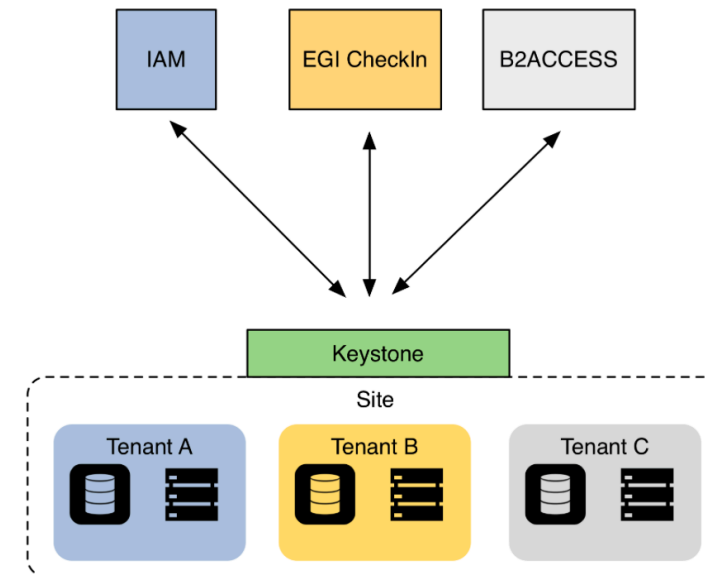 IAM
EGI CheckIn
B2ACCESS
Keystone
Site
Tenant A
Tenant B
Tenant C